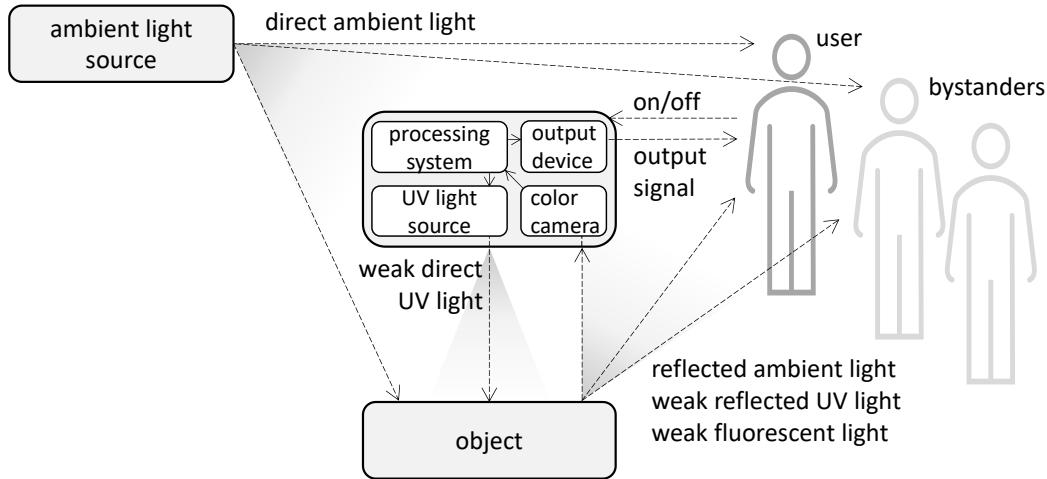 ambient light
source
direct ambient light
user
bystanders
on/off
processing
system
output
device
output
signal
UV light
source
color
camera
weak direct
UV light
reflected ambient light
weak reflected UV light
weak fluorescent light
object